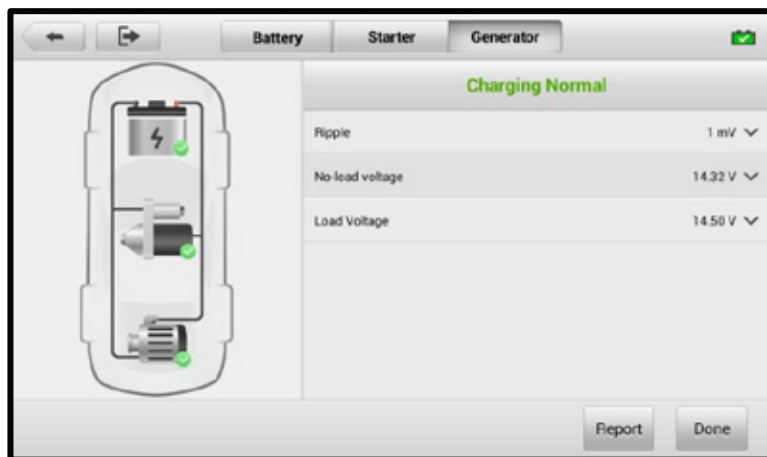 Battery Starter Generator
Charging Normal
Ripple 1 mV
No-load voltage 14.32 V
Load Voltage 14.50 V
Report Done